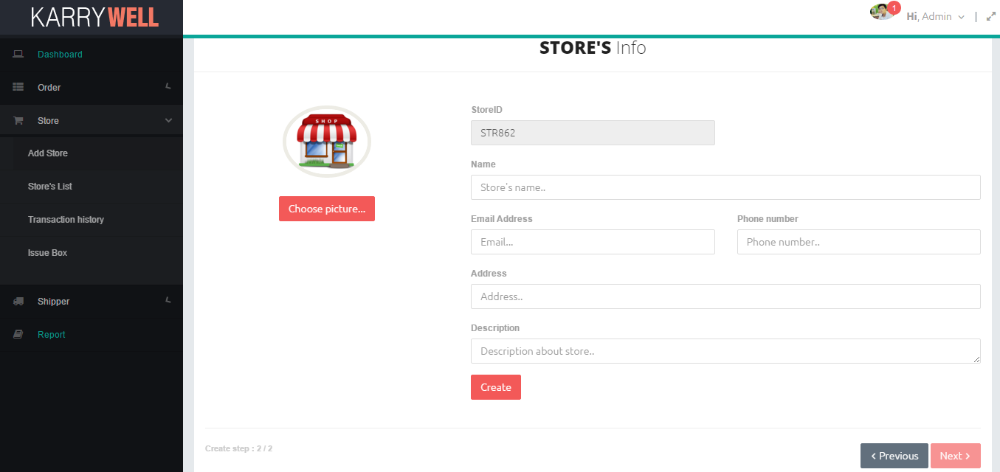 KARRYWELL
1
Hi, Admin
Dashboard
Order
Store
Add Store
Store's List
Transaction history
Issue Box
Shipper
Report
STORE'S Info
SHOP
Choose picture...
StoreID
STR862
Name
Store's name..
Email Address
Phone number
Email...
Phone number..
Address
Address..
Description
Description about store..
Create
Create step : 2 / 2
Previous
Next